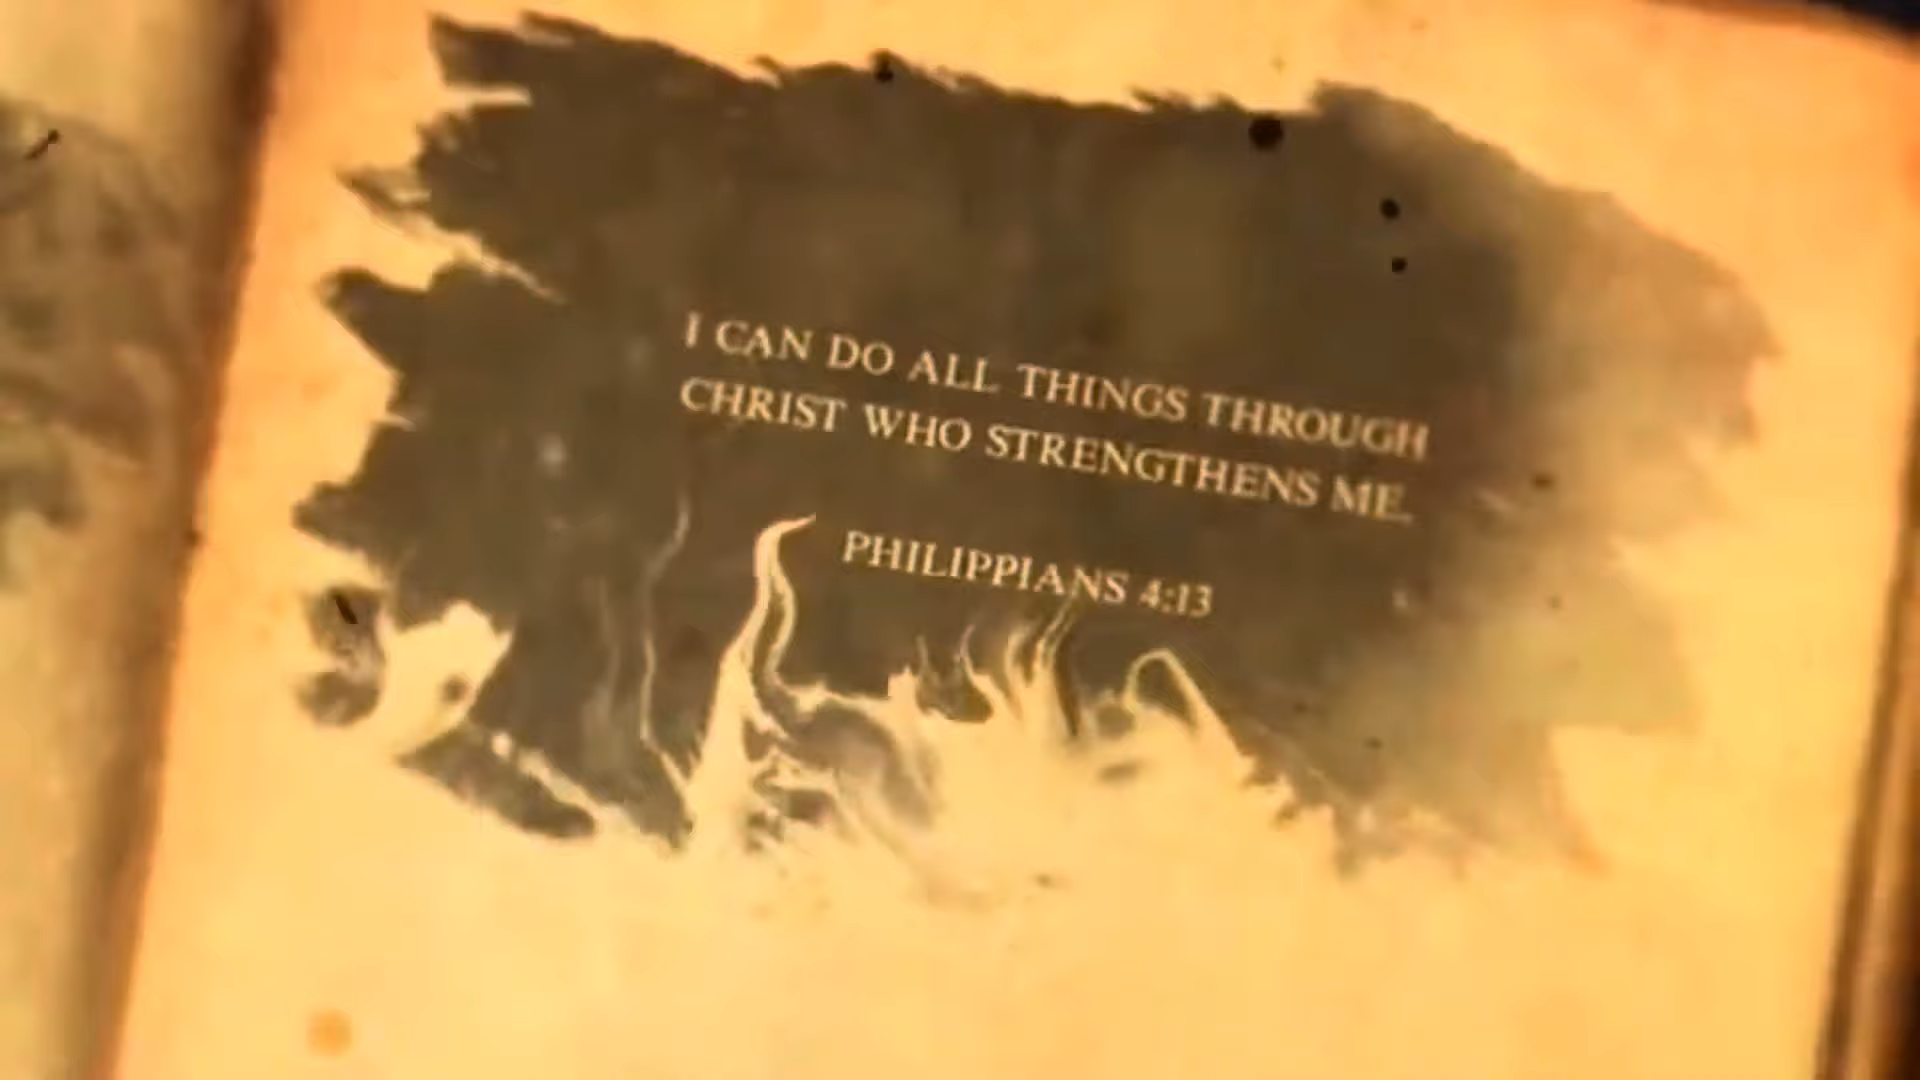 I CAN DO ALL THINGS THROUGH
CHRIST WHO STRENGTHENS ME.
PHILIPPIANS 4:13